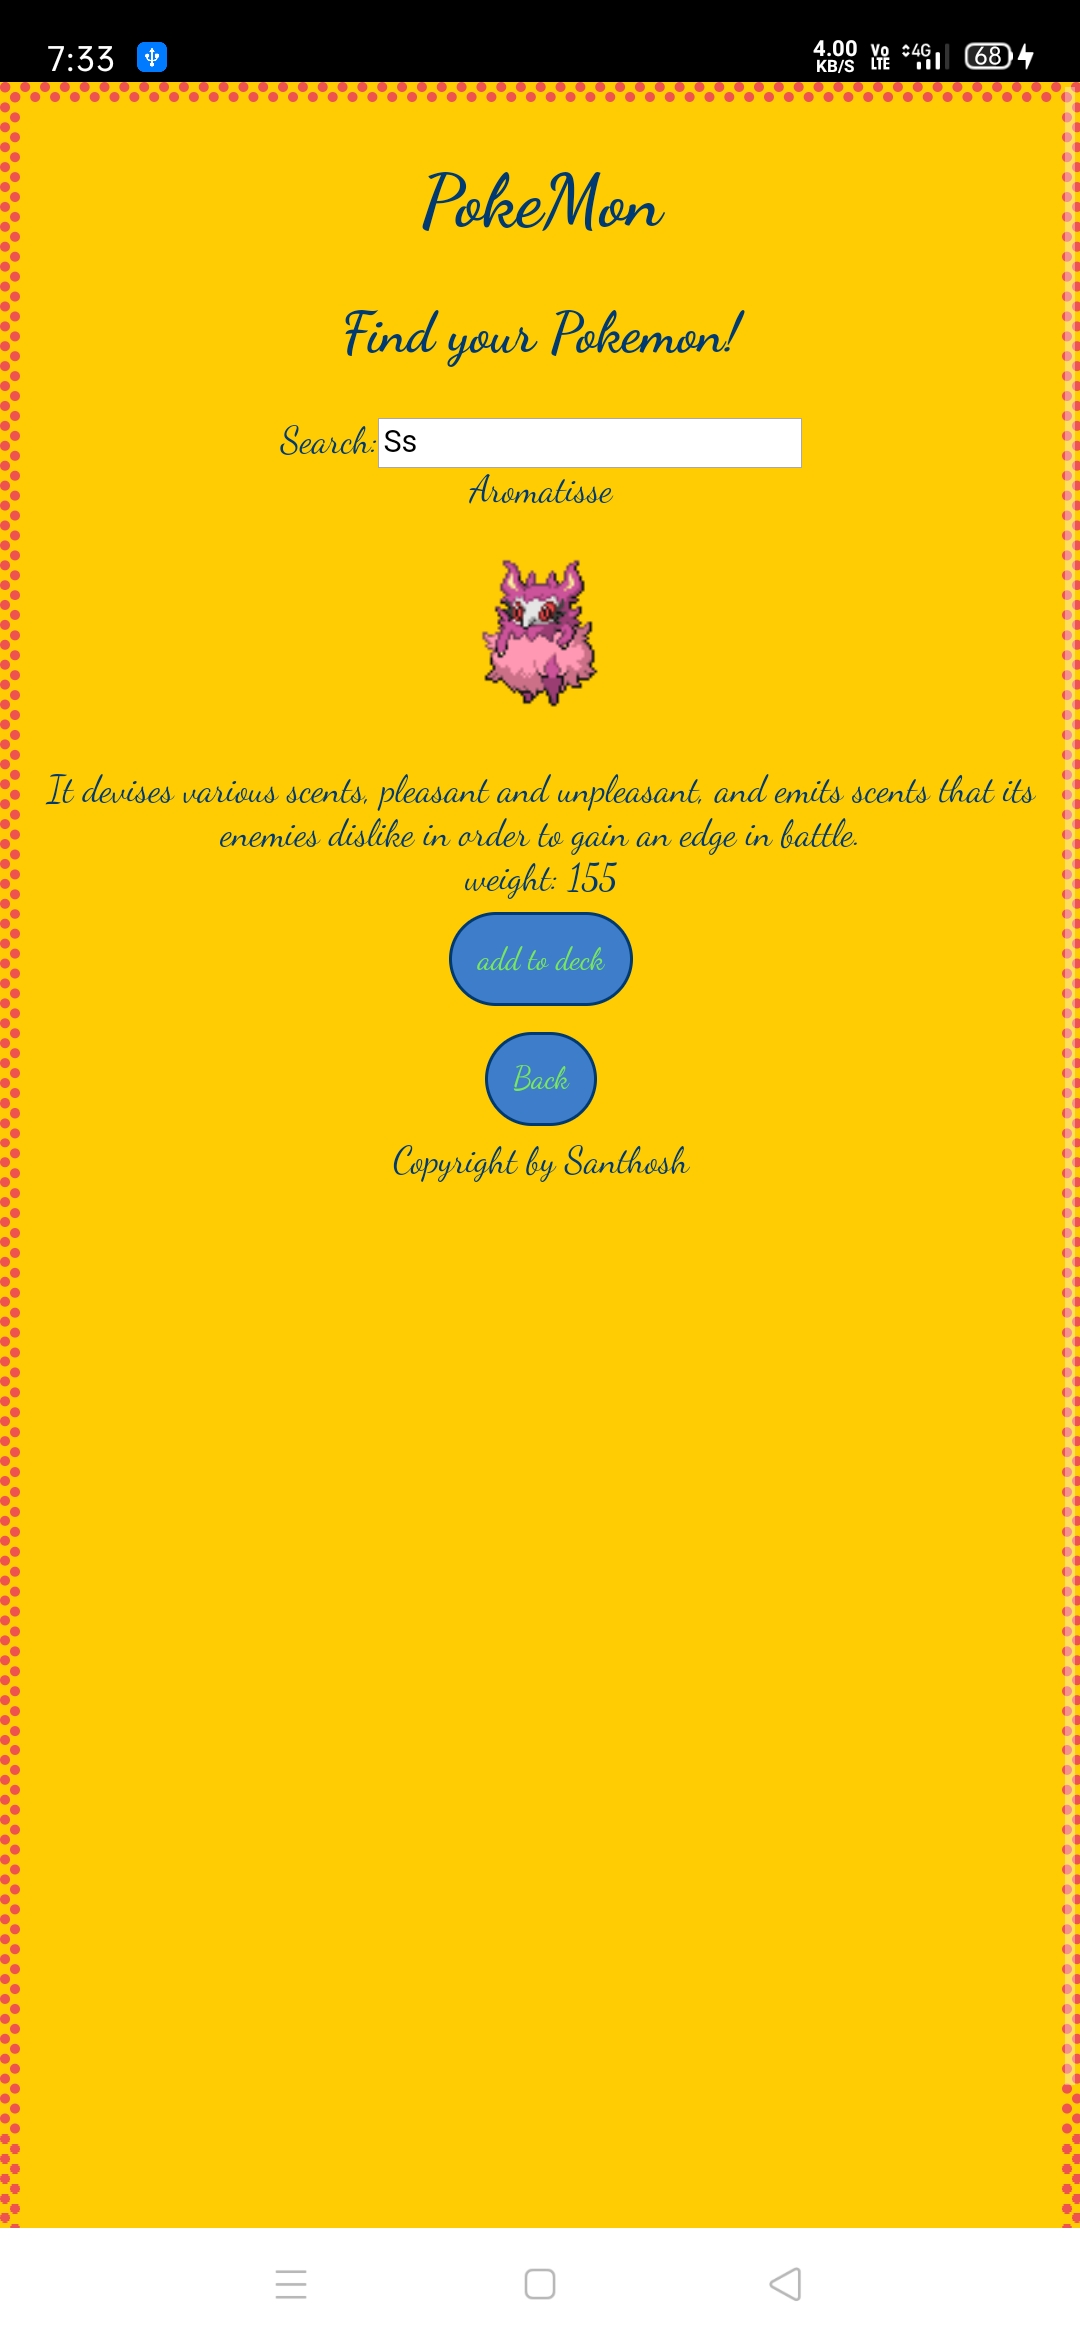 7:33
4.00 KB/S Vo LTE 4G 68
PokeMon
Find your Pokemon!
Search: Ss
Aromatisse
It devises various scents, pleasant and unpleasant, and emits scents that its
enemies dislike in order to gain an edge in battle.
weight: 155
add to deck
Back
Copyright by Santhosh